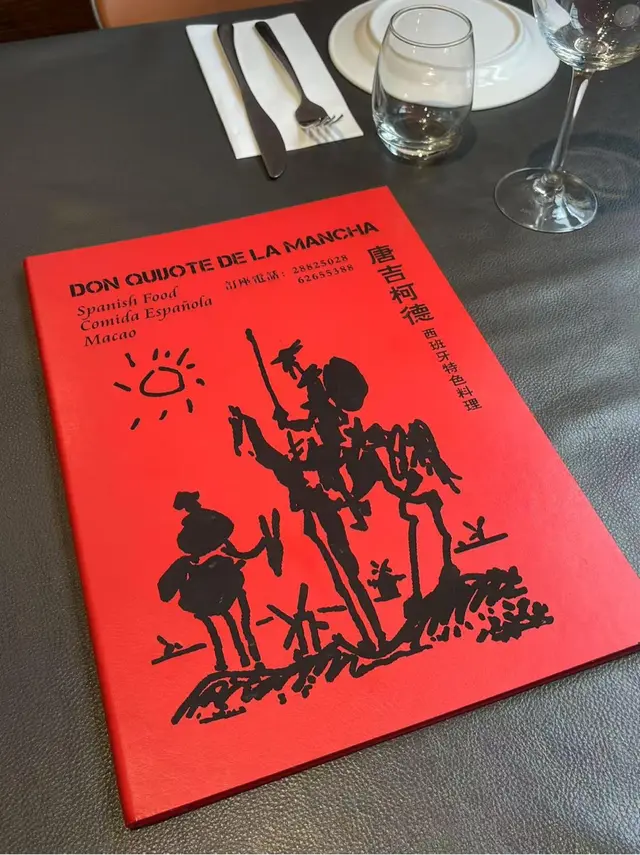 DON QUIJOTE DE LA MANCHA
Spanish Food
Comida Española
Macao
訂座電話：28825028
62655388
唐吉柯德
西班牙特色料理